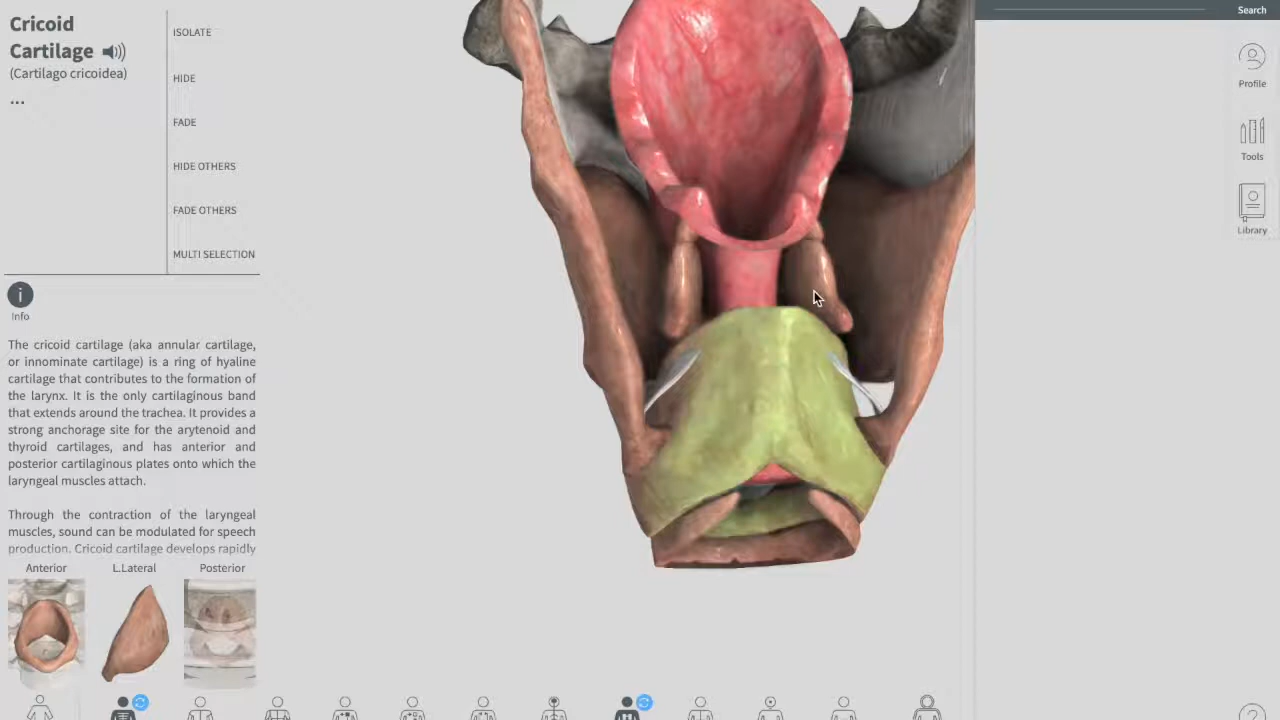 Cricoid
Cartilage
(Cartilago cricoidea)
...
ISOLATE
HIDE
FADE
HIDE OTHERS
FADE OTHERS
MULTI SELECTION
i
Info
The cricoid cartilage (aka annular cartilage,
or innominate cartilage) is a ring of hyaline
cartilage that contributes to the formation of
the larynx. It is the only cartilaginous band
that extends around the trachea. It provides a
strong anchorage site for the arytenoid and
thyroid cartilages, and has anterior and
posterior cartilaginous plates onto which the
laryngeal muscles attach.
Through the contraction of the laryngeal
muscles, sound can be modulated for speech
production. Cricoid cartilage develops rapidly
Anterior
L.Lateral
Posterior
Search
Profile
Tools
Library
?